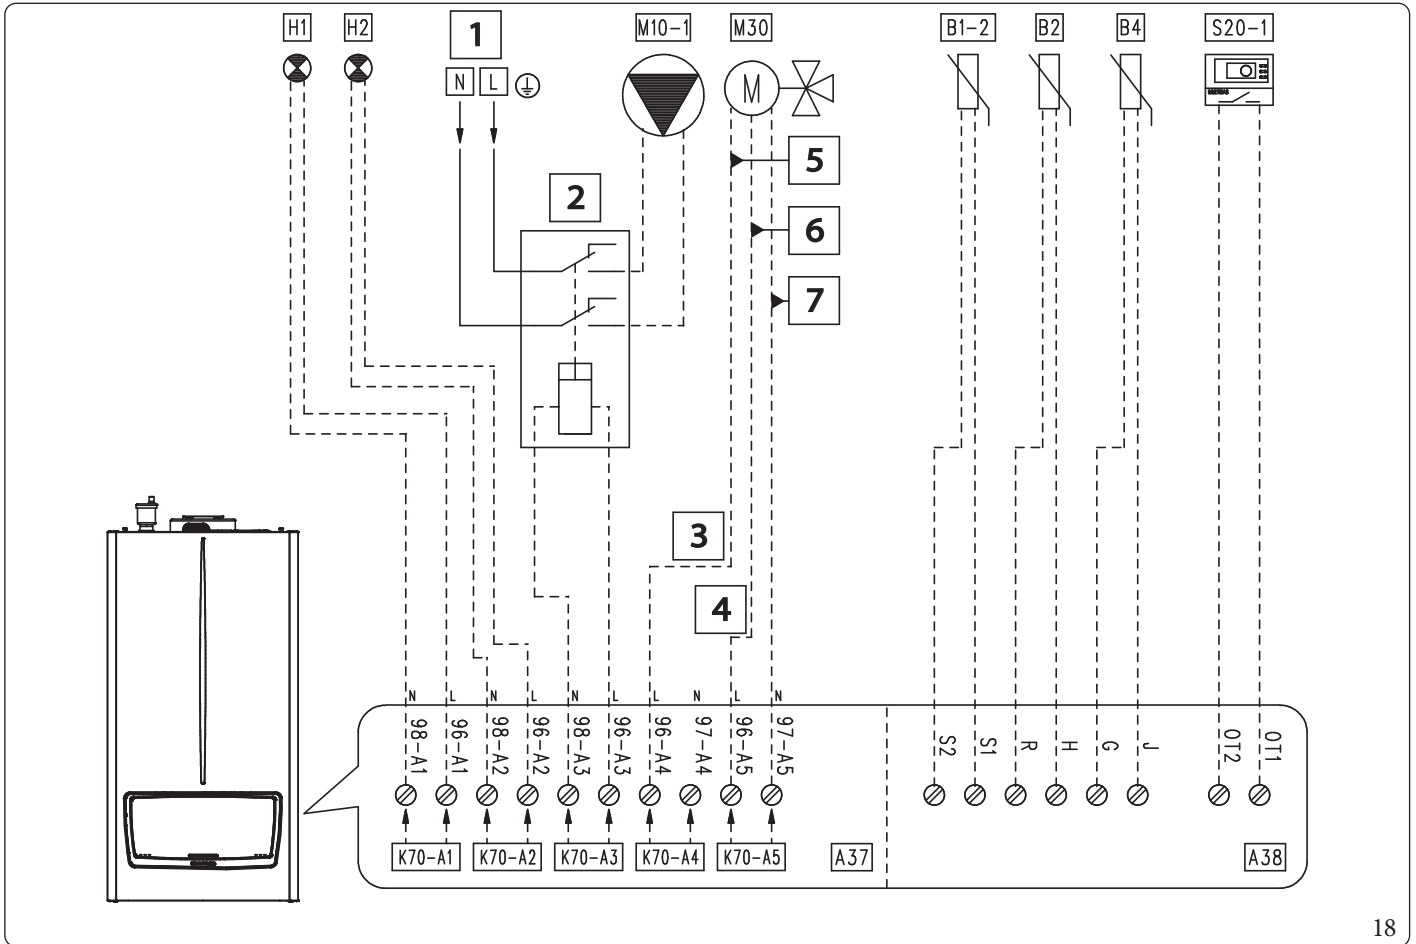 H1 H2 1 M10-1 M30 B1-2 B2 B4 S20-1
N L
M
5
2
6
7
3
4
N L N L N L L N L N
98-A1 96-A1 98-A2 96-A2 98-A3 96-A3 96-A4 97-A4 96-A5 97-A5 S2 S1 R H G J OT2 OT1
K70-A1 K70-A2 K70-A3 K70-A4 K70-A5 A37 A38
18